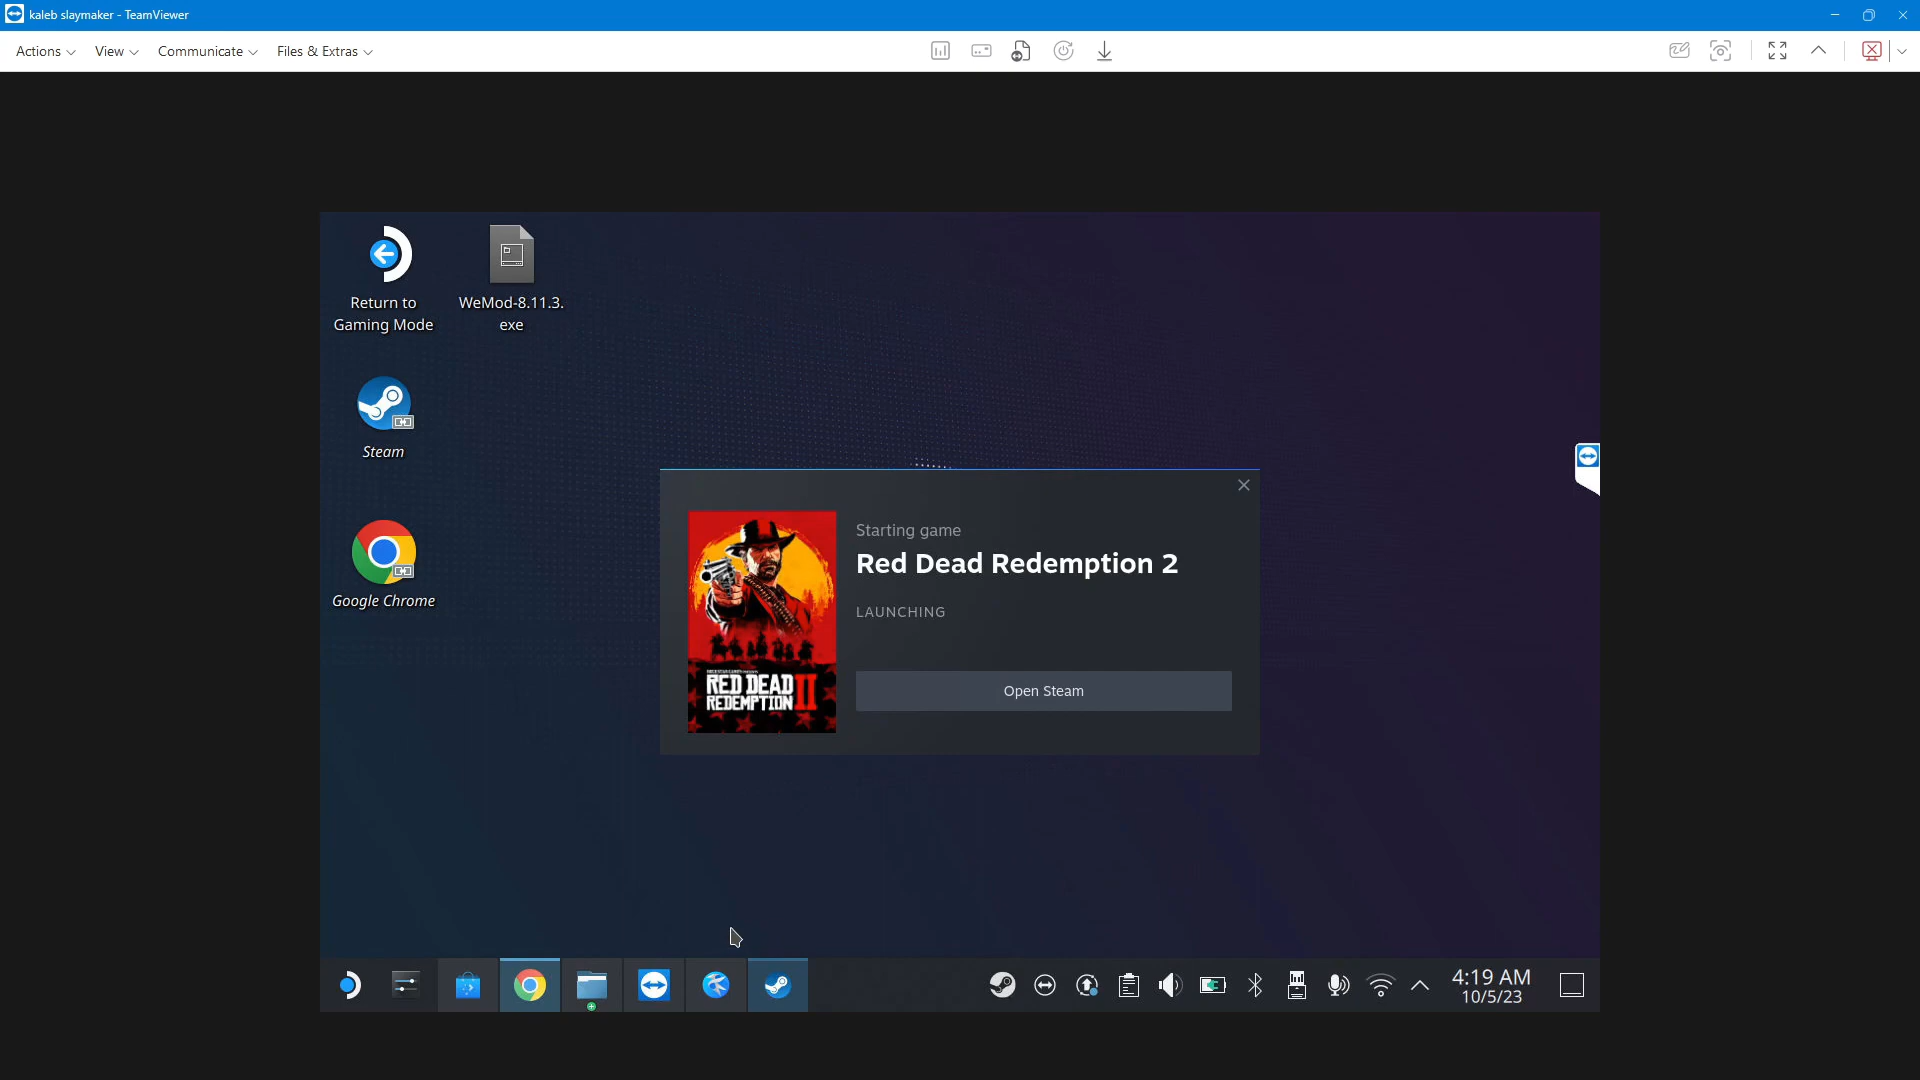 kaleb slaymaker - TeamViewer
Actions View Communicate Files & Extras
Return to
Gaming Mode
WeMod-8.11.3.
exe
Steam
Google Chrome
Starting game
Red Dead Redemption 2
LAUNCHING
RED DEAD
REDEMPTION II
Open Steam
4:19 AM
10/5/23